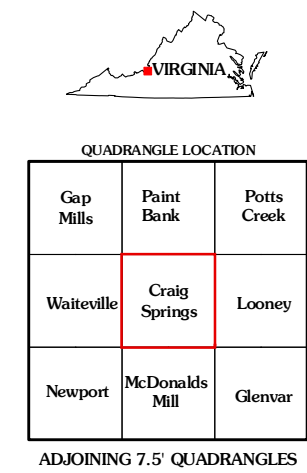 VIRGINIA
QUADRANGLE LOCATION
Gap
Mills
Paint
Bank
Potts
Creek
Waiteville
Craig
Springs
Looney
Newport
McDonalds
Mill
Glenvar
ADJOINING 7.5' QUADRANGLES